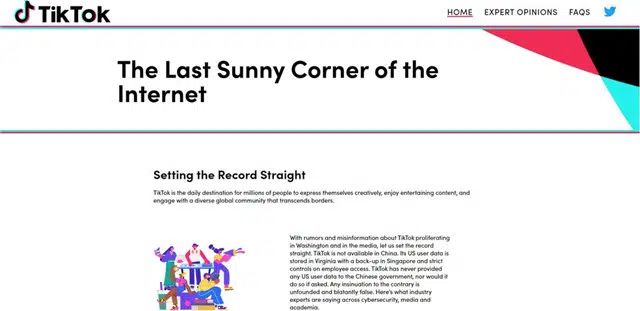 TikTok
HOME EXPERT OPINIONS FAQS
The Last Sunny Corner of the
Internet
Setting the Record Straight
TikTok is the daily destination for millions of people to express themselves creatively, enjoy entertaining content, and
engage with a diverse global community that transcends borders.
With rumors and misinformation about TikTok proliferating
in Washington and in the media, let us set the record
straight. TikTok is not available in China. Its US user data is
stored in Virginia with a back-up in Singapore and strict
controls on employee access. TikTok has never provided
any US user data to the Chinese government, nor would it
do so if asked. Any insinuation to the contrary is
unfounded and blatantly false. Here's what industry
experts are saying across cybersecurity, media and
academia.